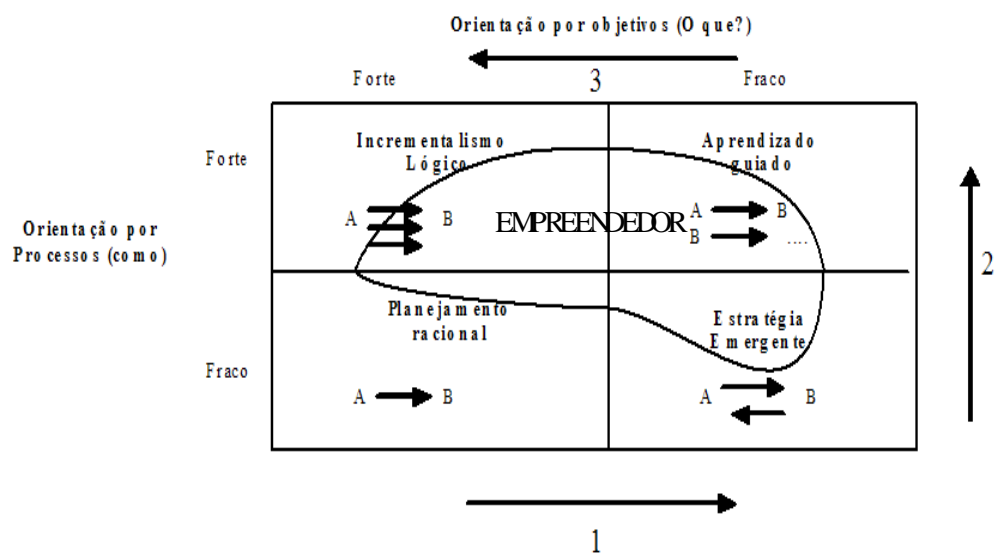 Orientação por objetivos (O que?)
Forte 3 Fraco
Incrementalismo
Lógico
Aprendizado
guiado
Forte
A B EMPREENDEDOR A B
B ....
Orientação por
Processos (como)
2
Planejamento
racional
Estratégia
Emergente
Fraco
A B A B
1